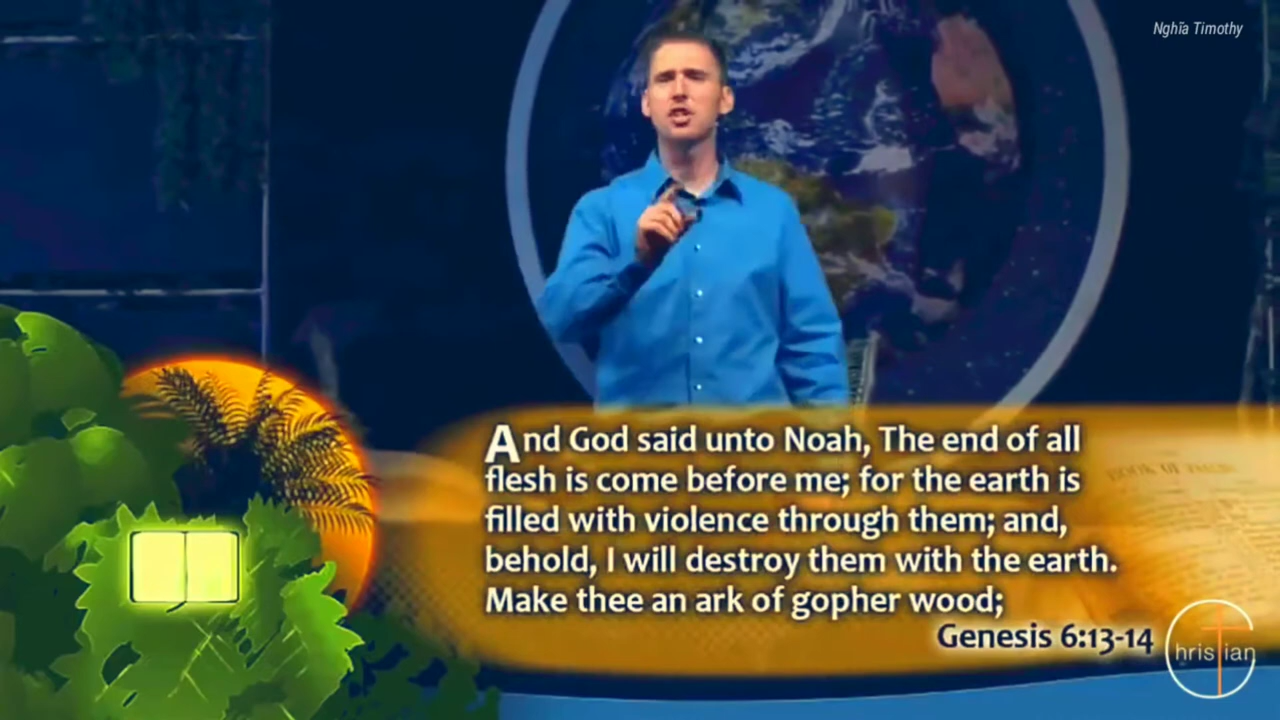 Nghĩa Timothy
And God said unto Noah, The end of all
flesh is come before me; for the earth is
filled with violence through them; and,
behold, I will destroy them with the earth.
Make thee an ark of gopher wood;
Genesis 6:13-14
hristian